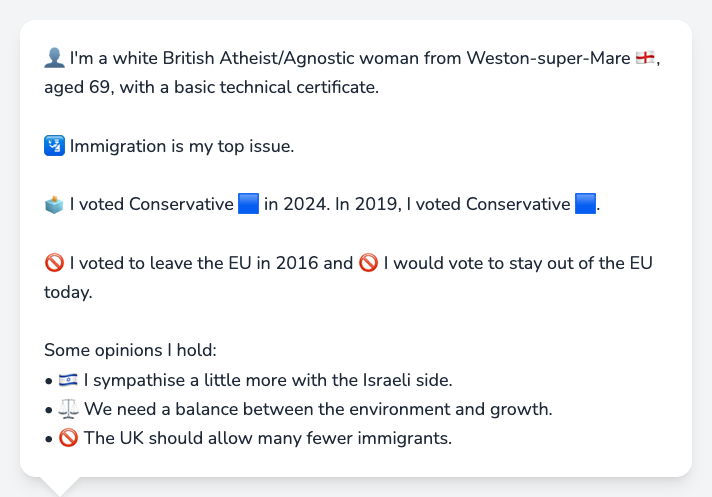 👤 I'm a white British Atheist/Agnostic woman from Weston-super-Mare 🏴󠁧󠁢󠁥󠁮󠁧󠁿,
aged 69, with a basic technical certificate.
🛂 Immigration is my top issue.
🗳️ I voted Conservative 🟦 in 2024. In 2019, I voted Conservative 🟦.
🚫 I voted to leave the EU in 2016 and 🚫 I would vote to stay out of the EU
today.
Some opinions I hold:
• 🇮🇱 I sympathise a little more with the Israeli side.
• ⚖️ We need a balance between the environment and growth.
• 🚫 The UK should allow many fewer immigrants.